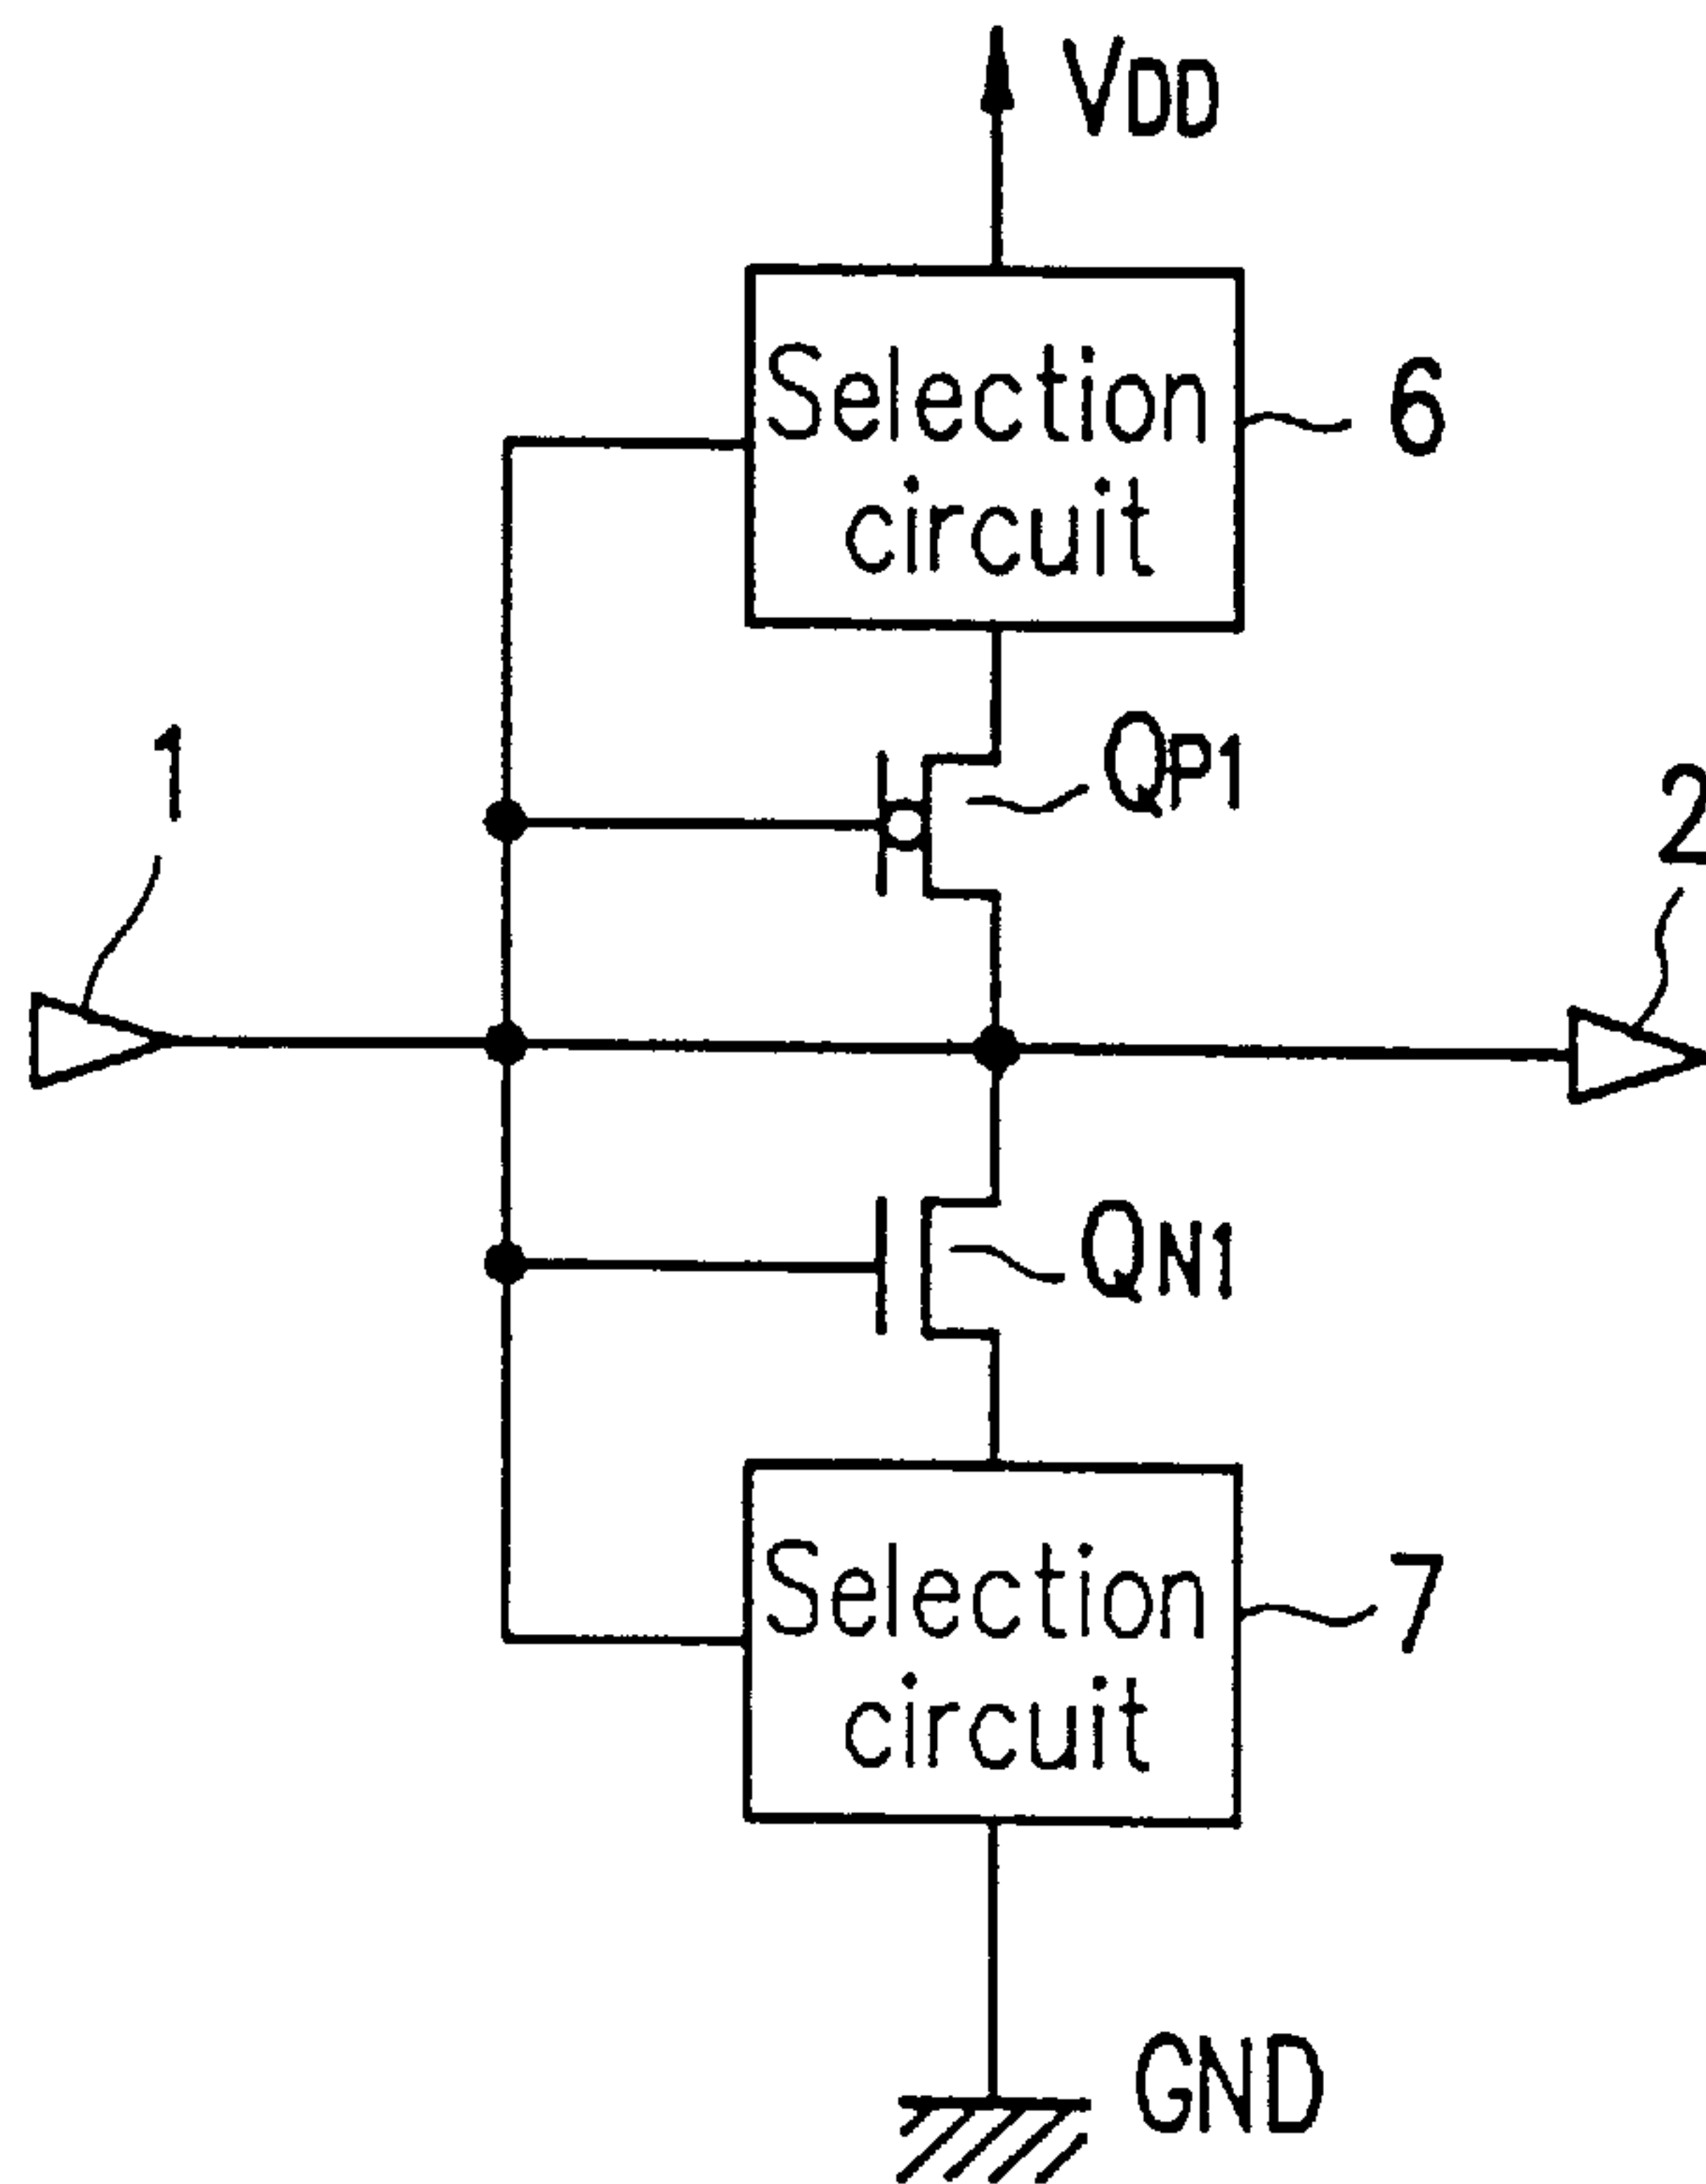 VDD
Selection
circuit
6
QP1
1
2
QN1
Selection
circuit
7
GND